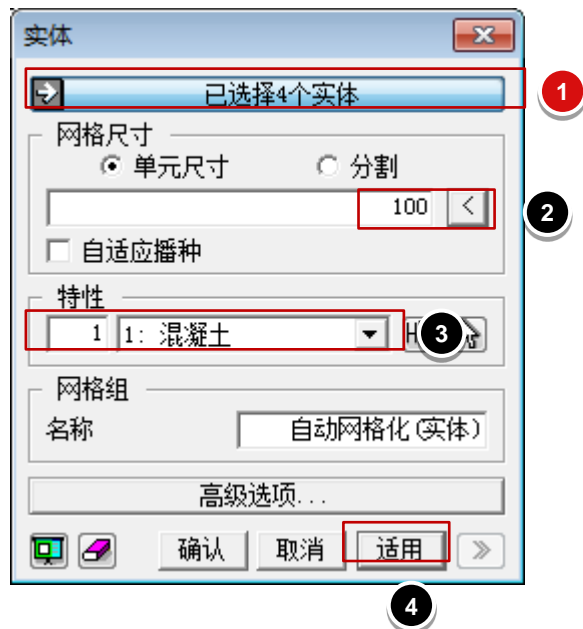 实体
已选择4个实体
1
网格尺寸
单元尺寸 分割
100 <
2
自适应播种
特性
1 1: 混凝土 H
3
网格组
名称 自动网格化(实体)
高级选项...
确认 取消 适用 >>
4